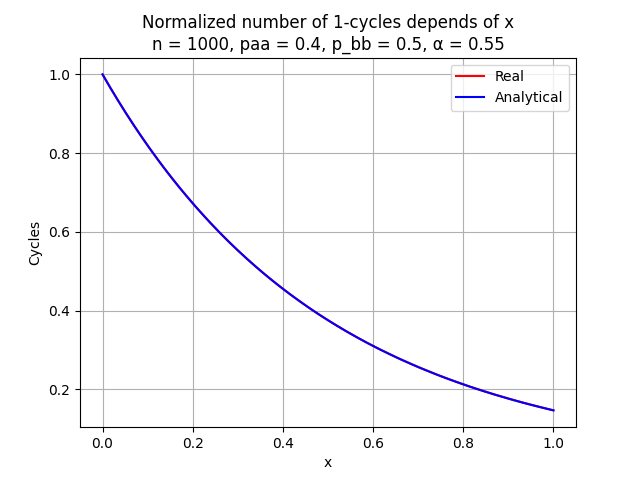 Normalized number of 1-cycles depends of x
n = 1000, paa = 0.4, p_bb = 0.5, α = 0.55
Real
Analytical
1.0
0.8
0.6
0.4
0.2
Cycles
0.0
0.2
0.4
0.6
0.8
1.0
x